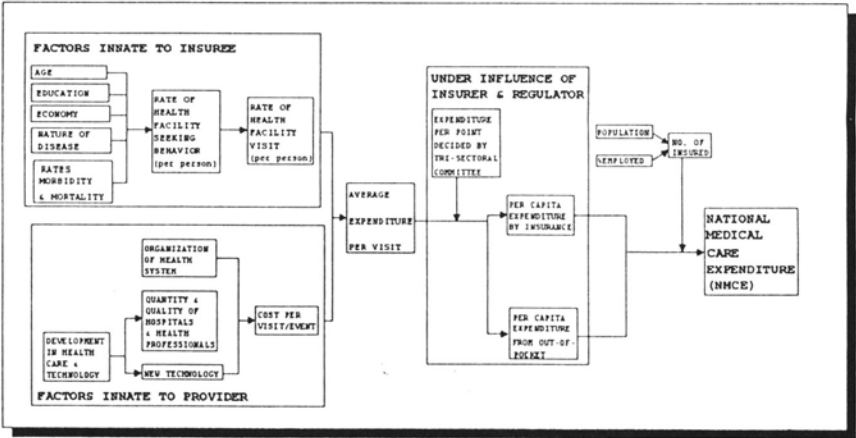 FACTORS INNATE TO INSUREE
AGE
EDUCATION
ECONOMY
NATURE OF
DISEASE
RATES
MORBIDITY
& MORTALITY
RATE OF
HEALTH
FACILITY
SEEKING
BEHAVIOR
(per person)
RATE OF
HEALTH
FACILITY
VISIT
(per person)
ORGANIZATION
OF HEALTH
SYSTEM
QUANTITY &
QUALITY OF
HOSPITALS
& HEALTH
PROFESSIONALS
DEVELOPMENT
IN HEALTH
CARE &
TECHNOLOGY
NEW TECHNOLOGY
COST PER
VISIT/EVENT
FACTORS INNATE TO PROVIDER
AVERAGE
EXPENDITURE
PER VISIT
UNDER INFLUENCE OF
INSURER & REGULATOR
EXPENDITURE
PER POINT
DECIDED BY
TRI-SECTORAL
COMMITTEE
PER CAPITA
EXPENDITURE
BY INSURANCE
PER CAPITA
EXPENDITURE
FROM OUT-OF-
POCKET
POPULATION
%EMPLOYED
NO. OF
INSURED
NATIONAL
MEDICAL
CARE
EXPENDITURE
(NMCE)